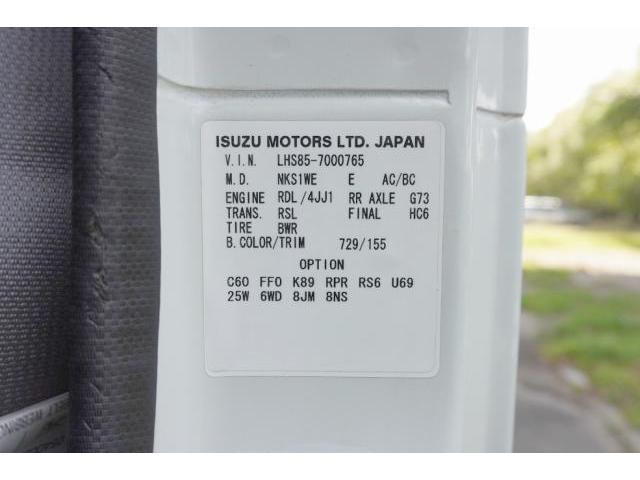 ISUZU MOTORS LTD. JAPAN
V.I.N. LHS85-7000765
M.D. NKS1WE E AC/BC
ENGINE RDL/4JJ1 RR AXLE G73
TRANS. RSL FINAL HC6
TIRE BWR
B.COLOR/TRIM 729/155
OPTION
C60 FF0 K89 RPR RS6 U69
25W 6WD 8JM 8NS